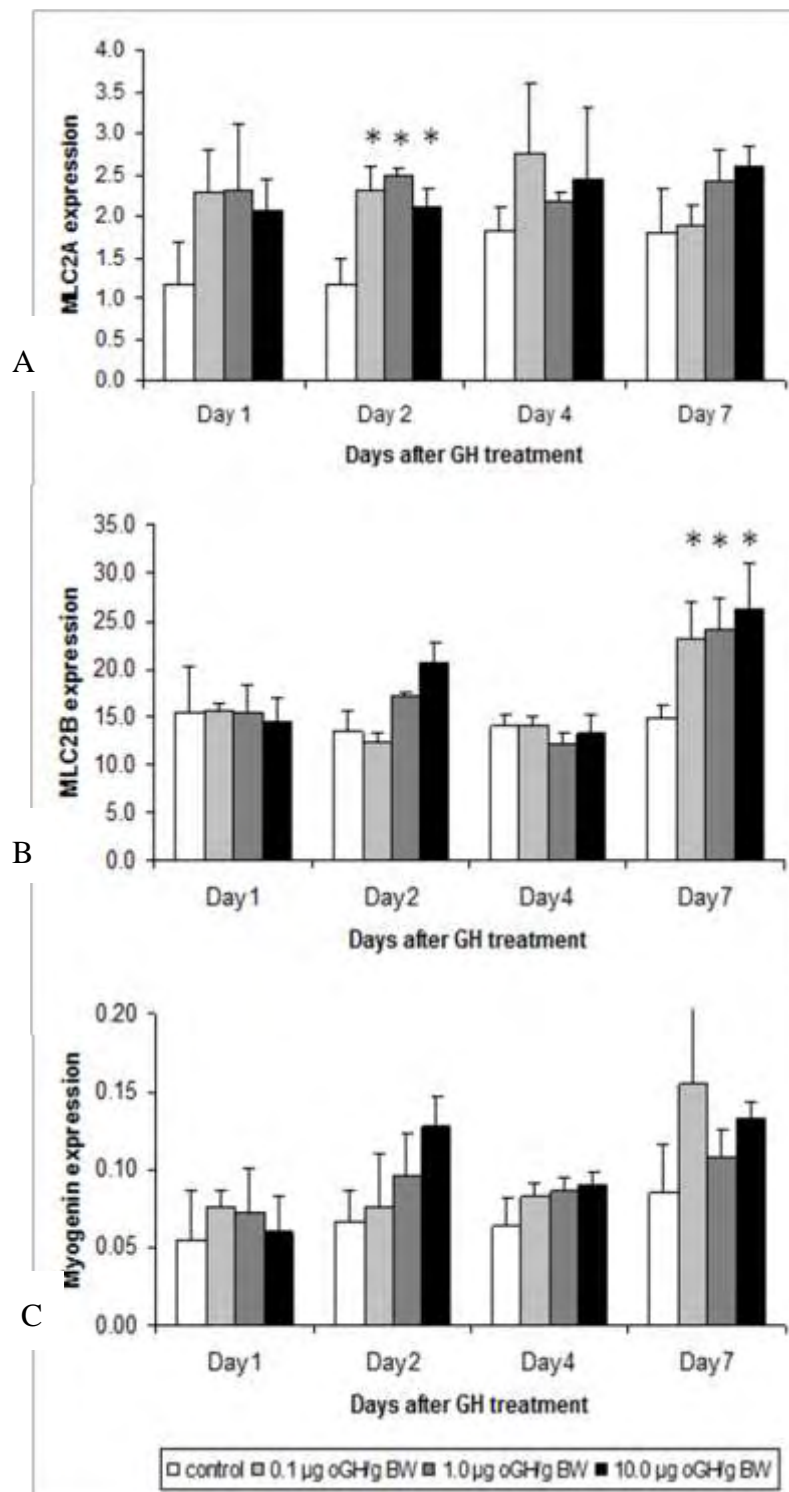 4.0
3.5
3.0
2.5
2.0
1.5
1.0
0.5
0.0
MLC2A expression
* * *
A
Day 1 Day 2 Day 4 Day 7
Days after GH treatment
35.0
30.0
25.0
20.0
15.0
10.0
5.0
0.0
MLC2B expression
* * *
B
Day1 Day2 Day4 Day7
Days after GH treatment
0.20
0.15
0.10
0.05
0.00
Myogenin expression
C
Day1 Day2 Day4 Day7
Days after GH treatment
control 0.1 µg oGH/g BW 1.0 µg oGH/g BW 10.0 µg oGH/g BW